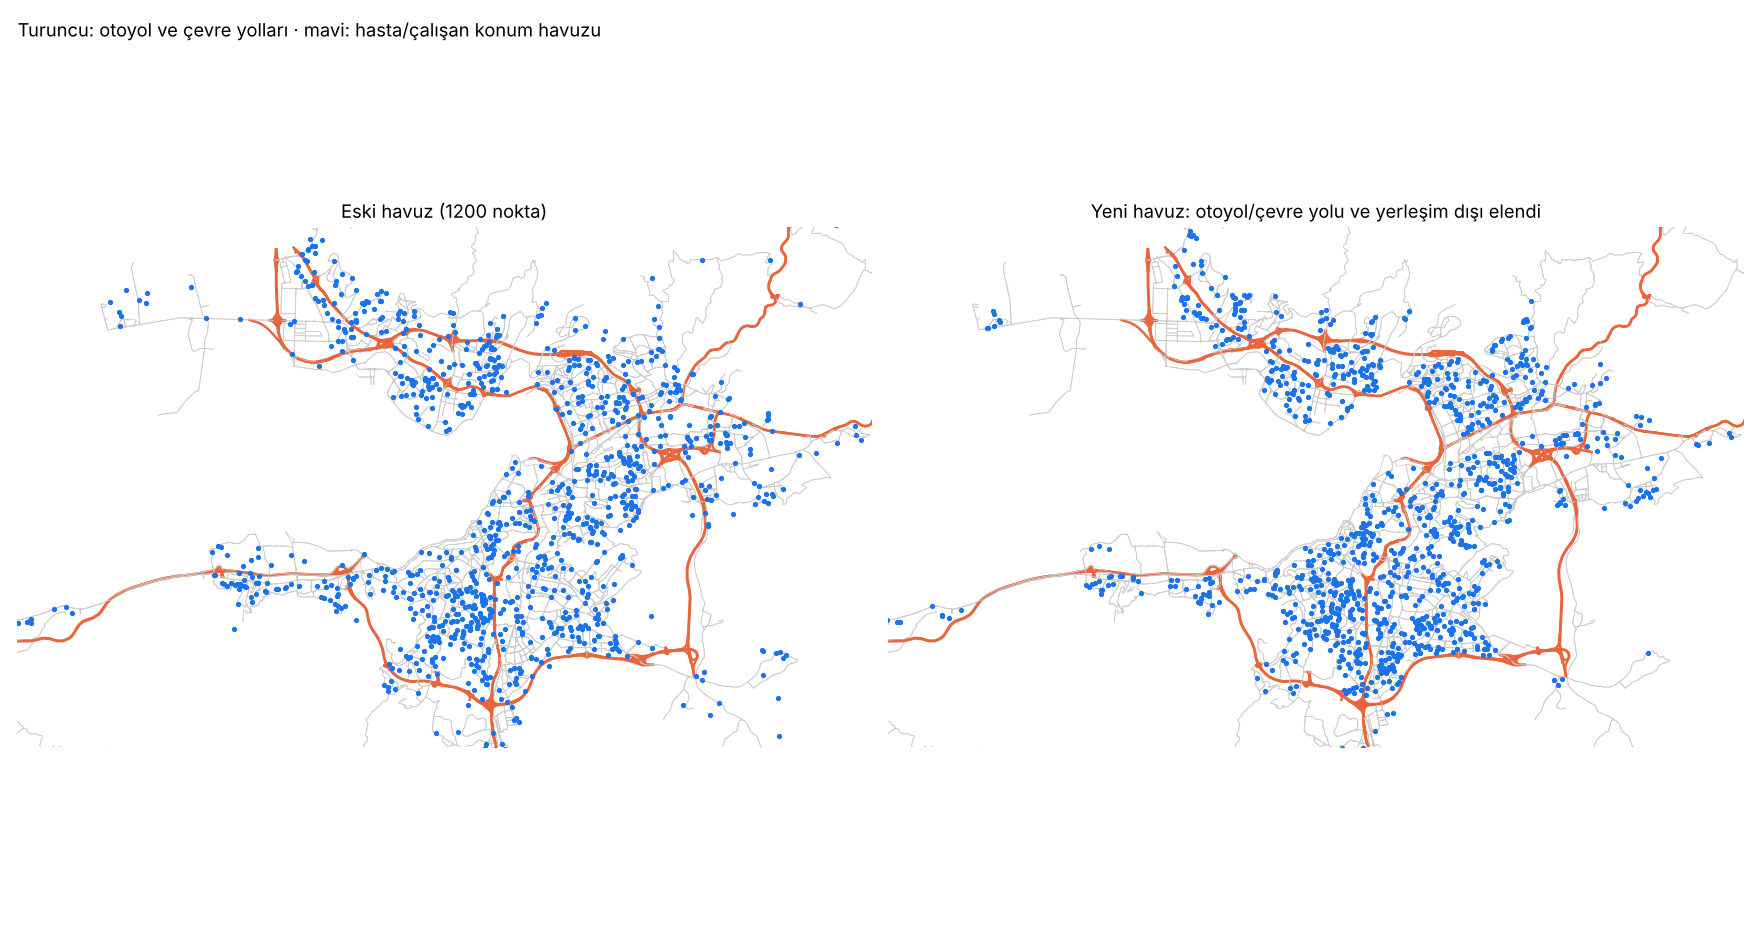 Turuncu: otoyol ve çevre yolları · mavi: hasta/çalışan konum havuzu
Eski havuz (1200 nokta)
Yeni havuz: otoyol/çevre yolu ve yerleşim dışı elendi